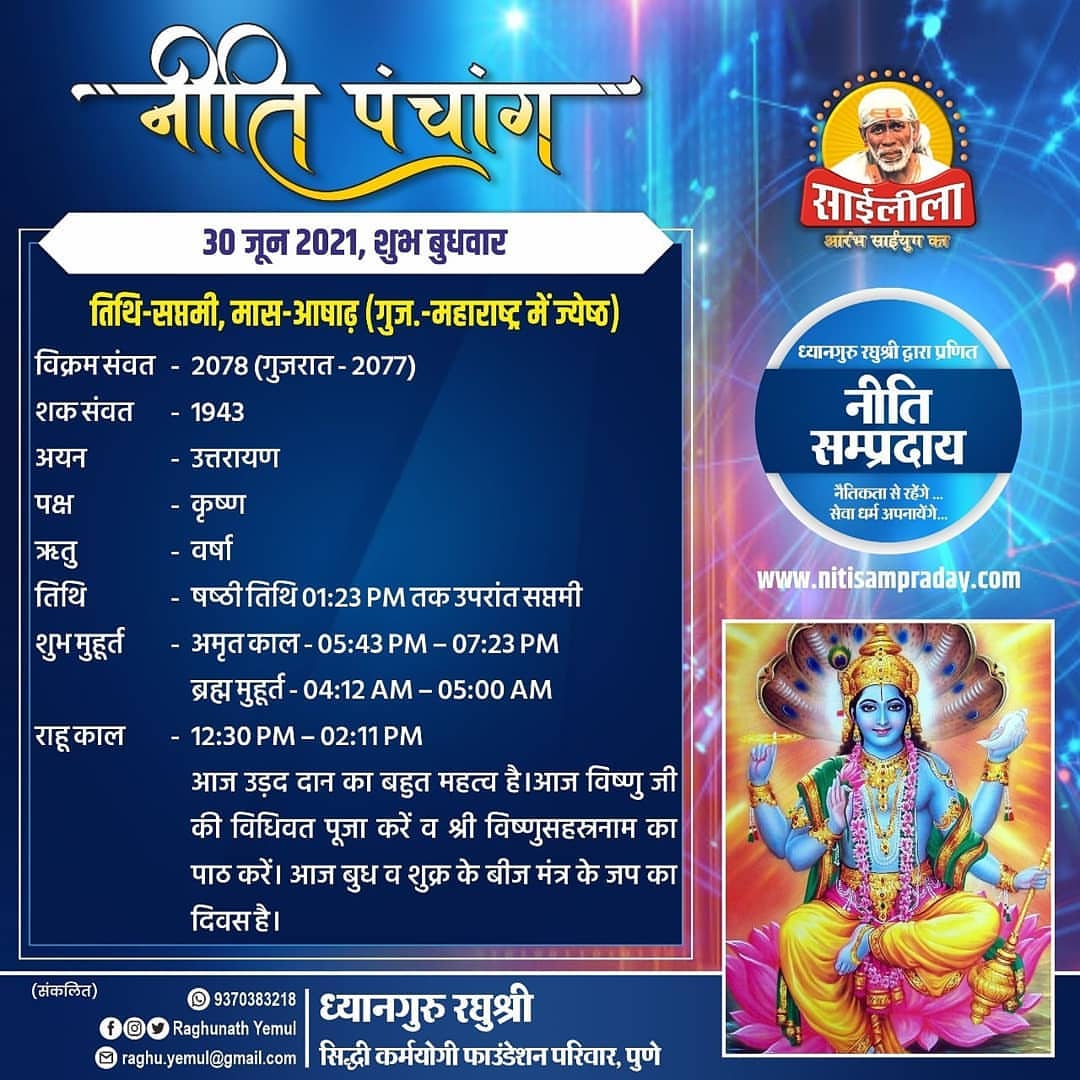 नीति पंचांग
साईलीला
आरंभ साईयुग का
30 जून 2021, शुभ बुधवार
तिथि-सप्तमी, मास-आषाढ़ (गुज.-महाराष्ट्र में ज्येष्ठ)
विक्रम संवत - 2078 (गुजरात - 2077)
शक संवत - 1943
अयन - उत्तरायण
पक्ष - कृष्ण
ऋतु - वर्षा
तिथि - षष्ठी तिथि 01:23 PM तक उपरांत सप्तमी
शुभ मुहूर्त - अमृत काल - 05:43 PM – 07:23 PM
ब्रह्म मुहूर्त - 04:12 AM – 05:00 AM
राहू काल - 12:30 PM – 02:11 PM
आज उड़द दान का बहुत महत्व है।आज विष्णु जी
की विधिवत पूजा करें व श्री विष्णुसहस्रनाम का
पाठ करें। आज बुध व शुक्र के बीज मंत्र के जप का
दिवस है।
ध्यानगुरु रघुश्री द्वारा प्रणित
नीति
सम्प्रदाय
नैतिकता से रहेंगे ...
सेवा धर्म अपनायेंगे...
www.nitisampraday.com
(संकलित)
9370383218
Raghunath Yemul
raghu.yemul@gmail.com
ध्यानगुरु रघुश्री
सिद्धी कर्मयोगी फाउंडेशन परिवार, पुणे